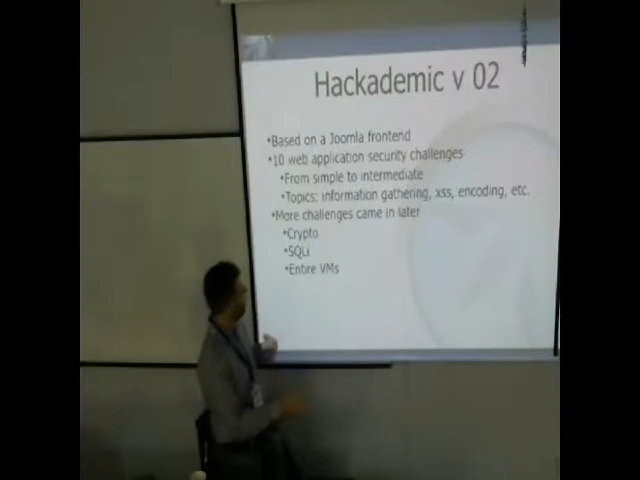 Hackademic v 02
•Based on a Joomla frontend
•10 web application security challenges
•From simple to intermediate
•Topics: information gathering, xss, encoding, etc.
•More challenges came in later
•Crypto
•SQLi
•Entire VMs